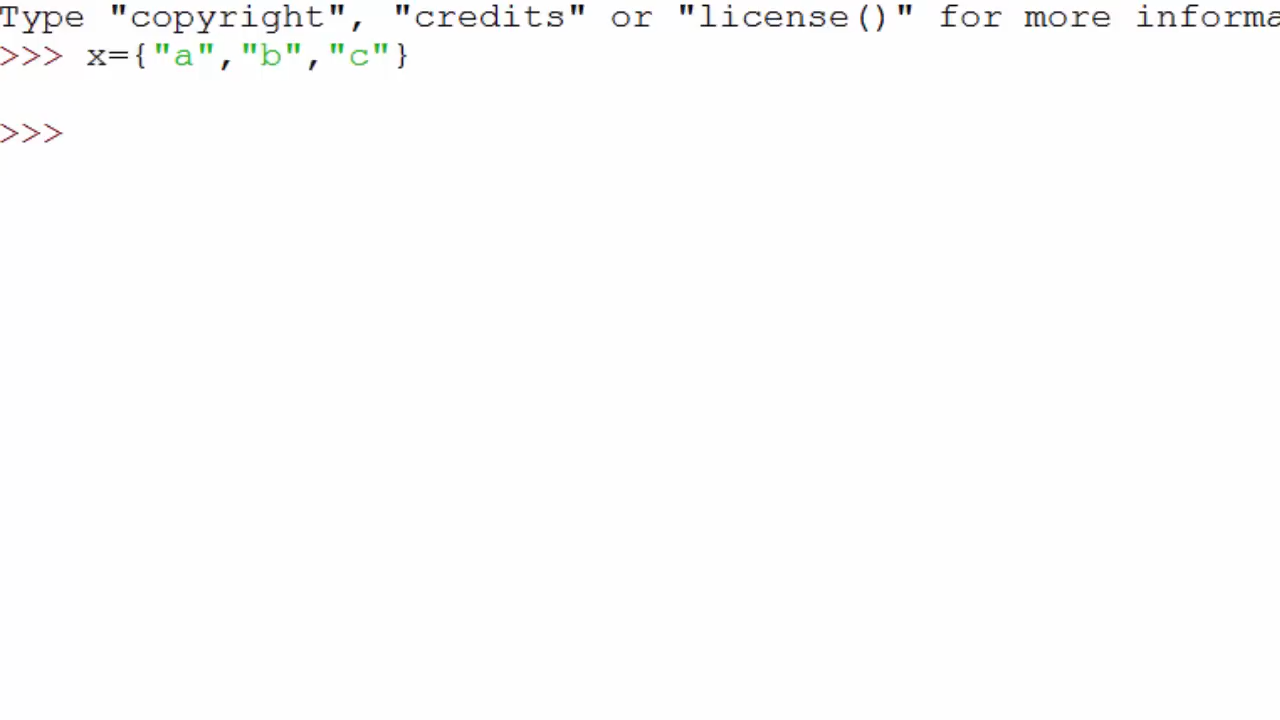 Type "copyright", "credits" or "license()" for more informa
>>> x={"a","b","c"}
>>>